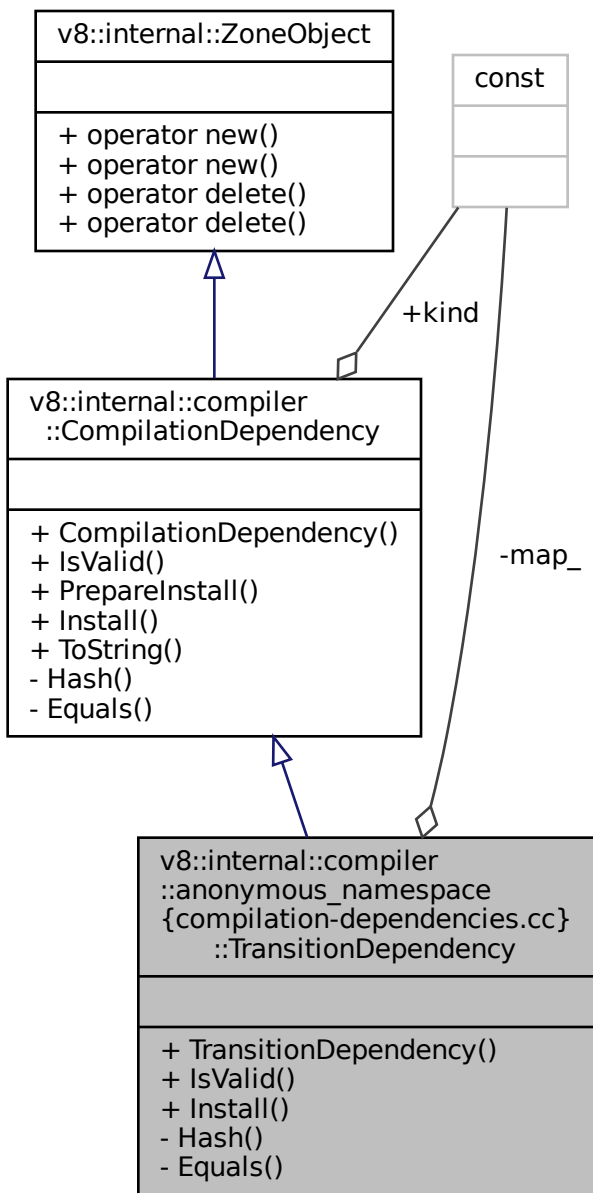 v8::internal::ZoneObject
+ operator new()
+ operator new()
+ operator delete()
+ operator delete()
const
+kind
v8::internal::compiler
::CompilationDependency
+ CompilationDependency()
+ IsValid()
+ PrepareInstall()
+ Install()
+ ToString()
- Hash()
- Equals()
-map_
v8::internal::compiler
::anonymous_namespace
{compilation-dependencies.cc}
::TransitionDependency
+ TransitionDependency()
+ IsValid()
+ Install()
- Hash()
- Equals()